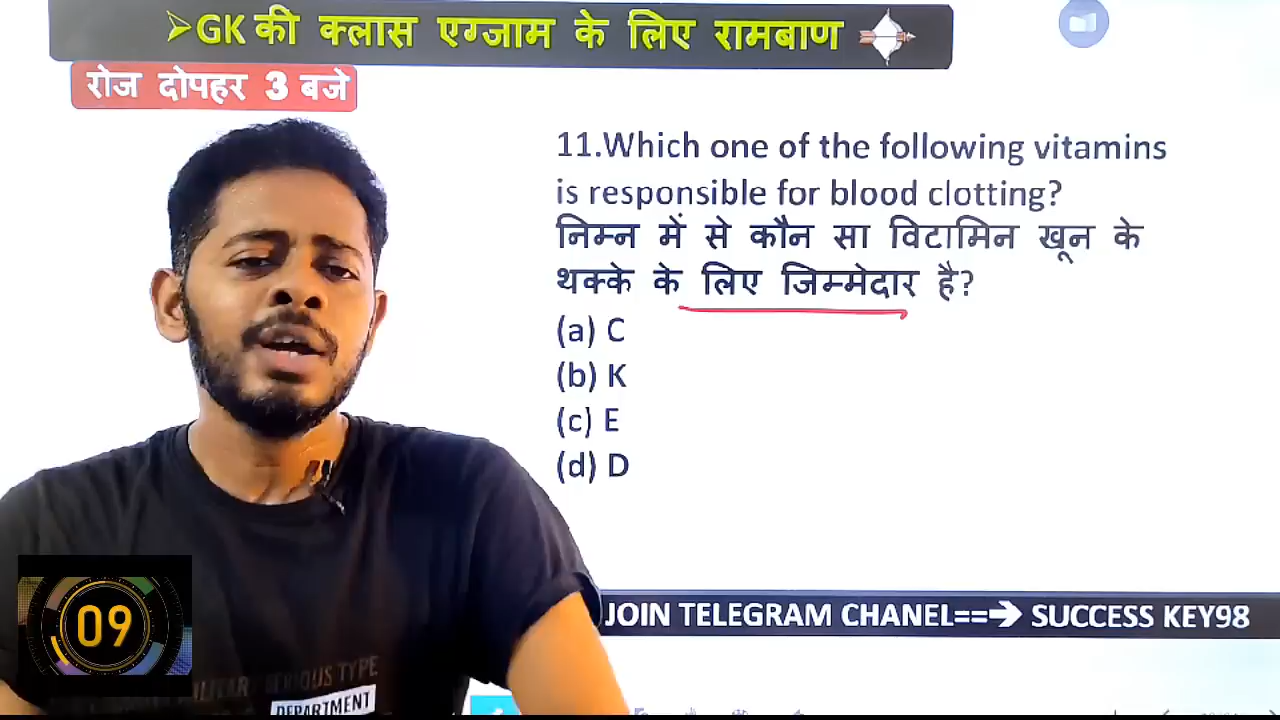 ➢GK की क्लास एग्जाम के लिए रामबाण
रोज दोपहर 3 बजे
11.Which one of the following vitamins
is responsible for blood clotting?
निम्न में से कौन सा विटामिन खून के
थक्के के लिए जिम्मेदार है?
(a) C
(b) K
(c) E
(d) D
JOIN TELEGRAM CHANEL==➔ SUCCESS KEY98
09
DEPARTMENT